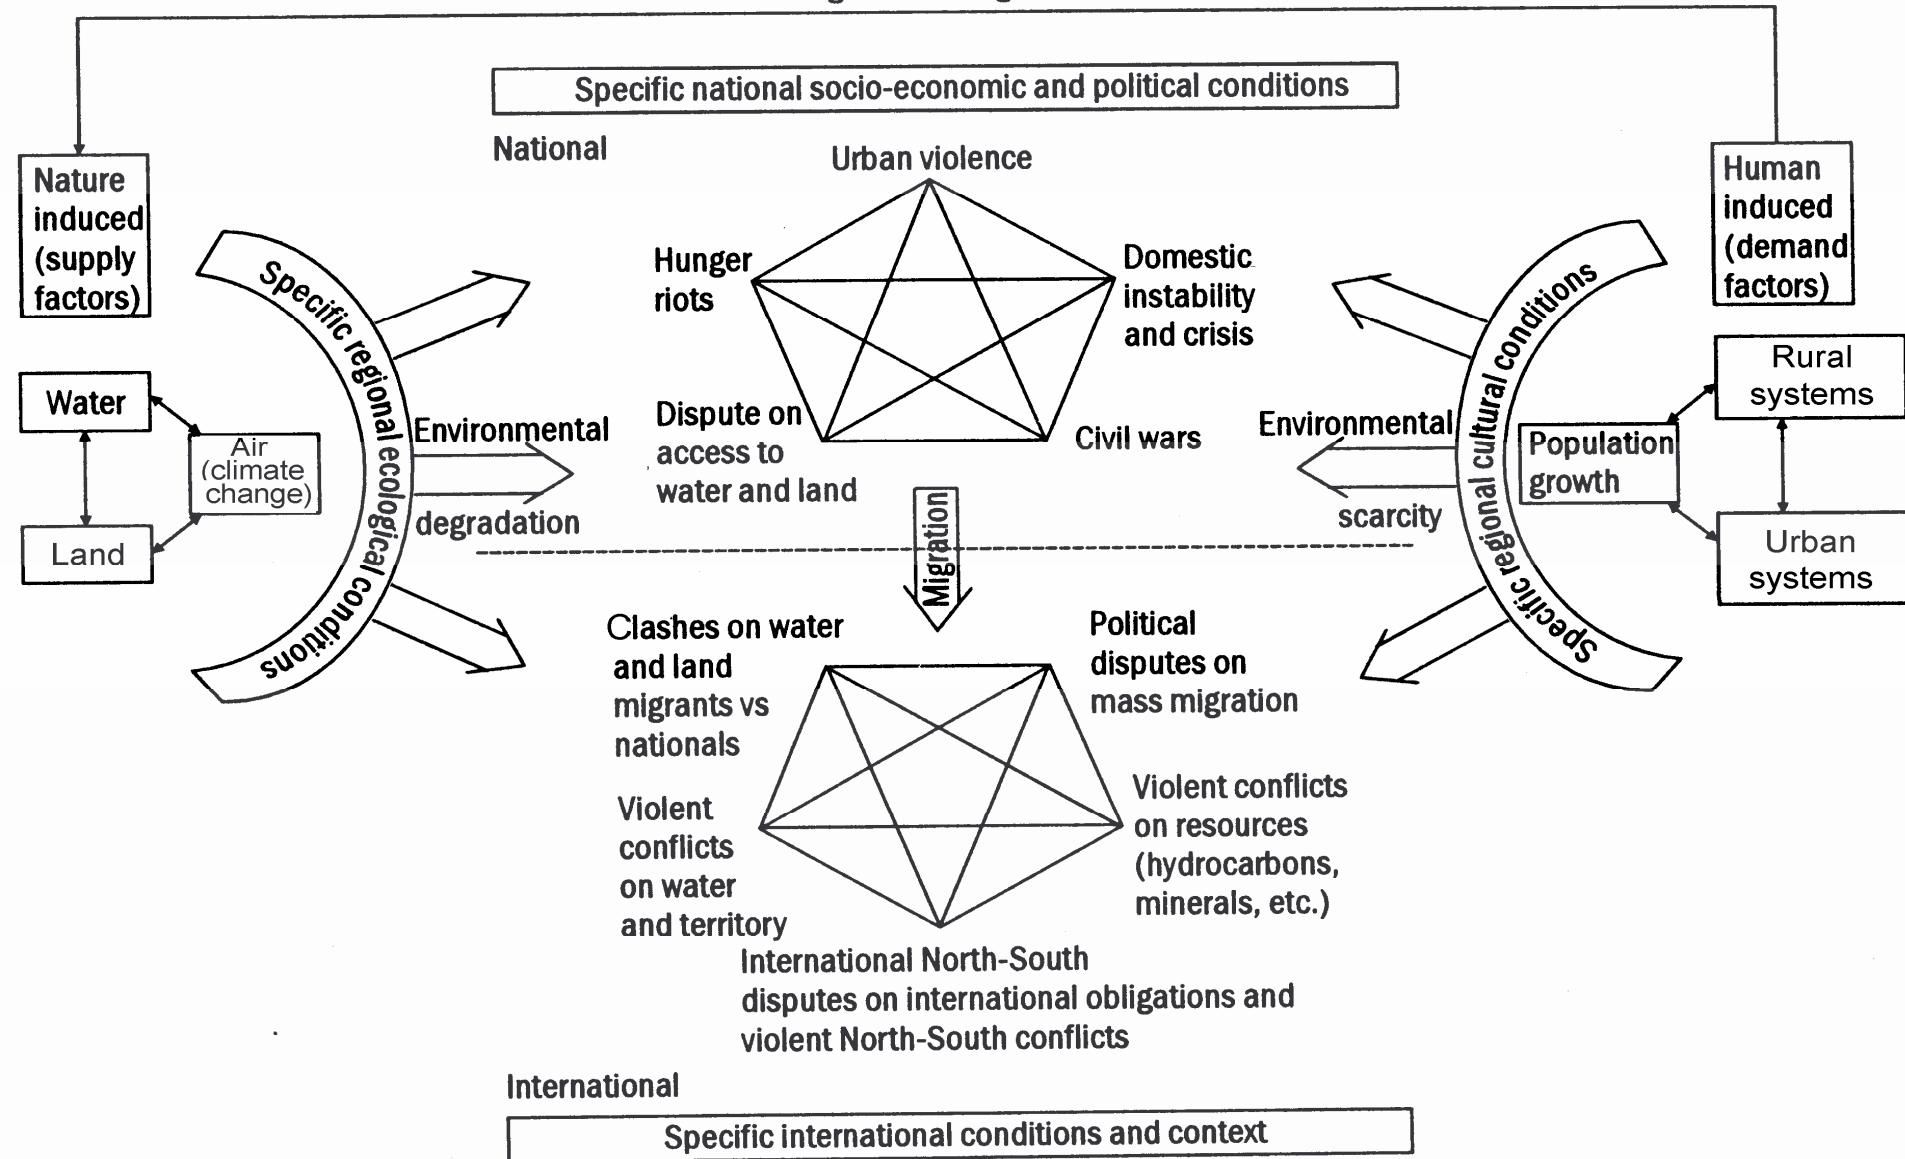 Specific national socio-economic and political conditions
National
Urban violence
Nature
induced
(supply
factors)
Human
induced
(demand
factors)
Hunger
riots
Domestic
instability
and crisis
Specific regional ecological conditions
Specific regional cultural conditions
Water
Air
(climate
change)
Land
Environmental
degradation
Dispute on
access to
water and land
Civil wars
Environmental
scarcity
Population
growth
Rural
systems
Urban
systems
Migration
Clashes on water
and land
migrants vs
nationals
Political
disputes on
mass migration
Violent
conflicts
on water
and territory
Violent conflicts
on resources
(hydrocarbons,
minerals, etc.)
International North-South
disputes on international obligations and
violent North-South conflicts
International
Specific international conditions and context